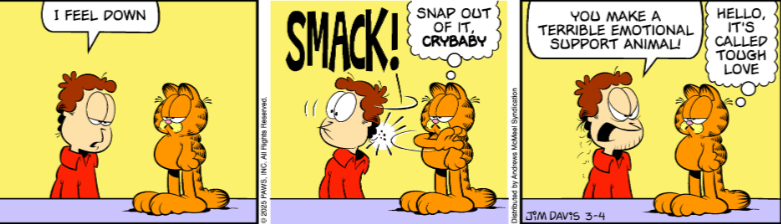 I FEEL DOWN
© 2025 PAWS, INC. All Rights Reserved.
SMACK!
SNAP OUT
OF IT,
CRYBABY
Distributed by Andrews McMeel Syndication
YOU MAKE A
TERRIBLE EMOTIONAL
SUPPORT ANIMAL!
HELLO,
IT'S
CALLED
TOUGH
LOVE
JIM DAVIS 3-4